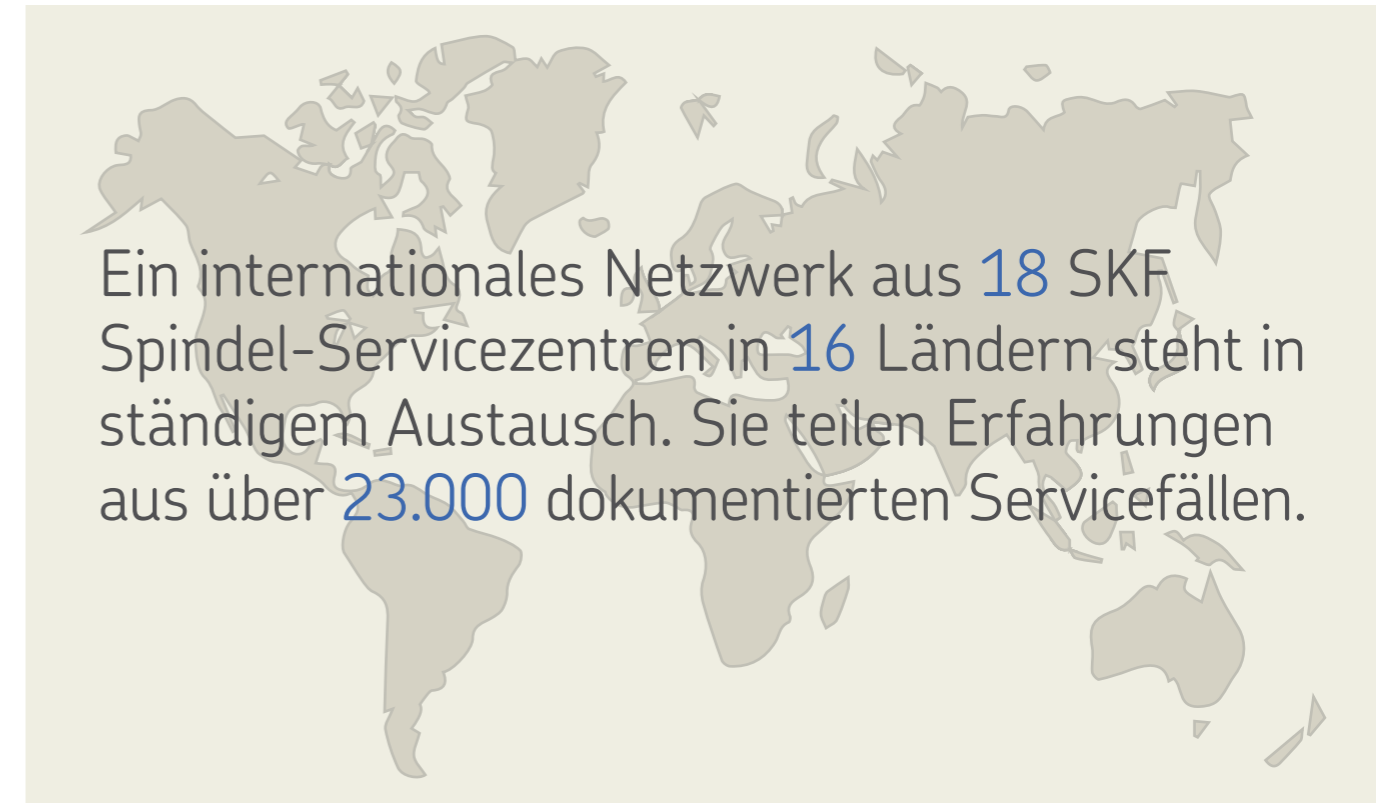 Ein internationales Netzwerk aus 18 SKF
Spindel-Servicezentren in 16 Ländern steht in
ständigem Austausch. Sie teilen Erfahrungen
aus über 23.000 dokumentierten Servicefällen.